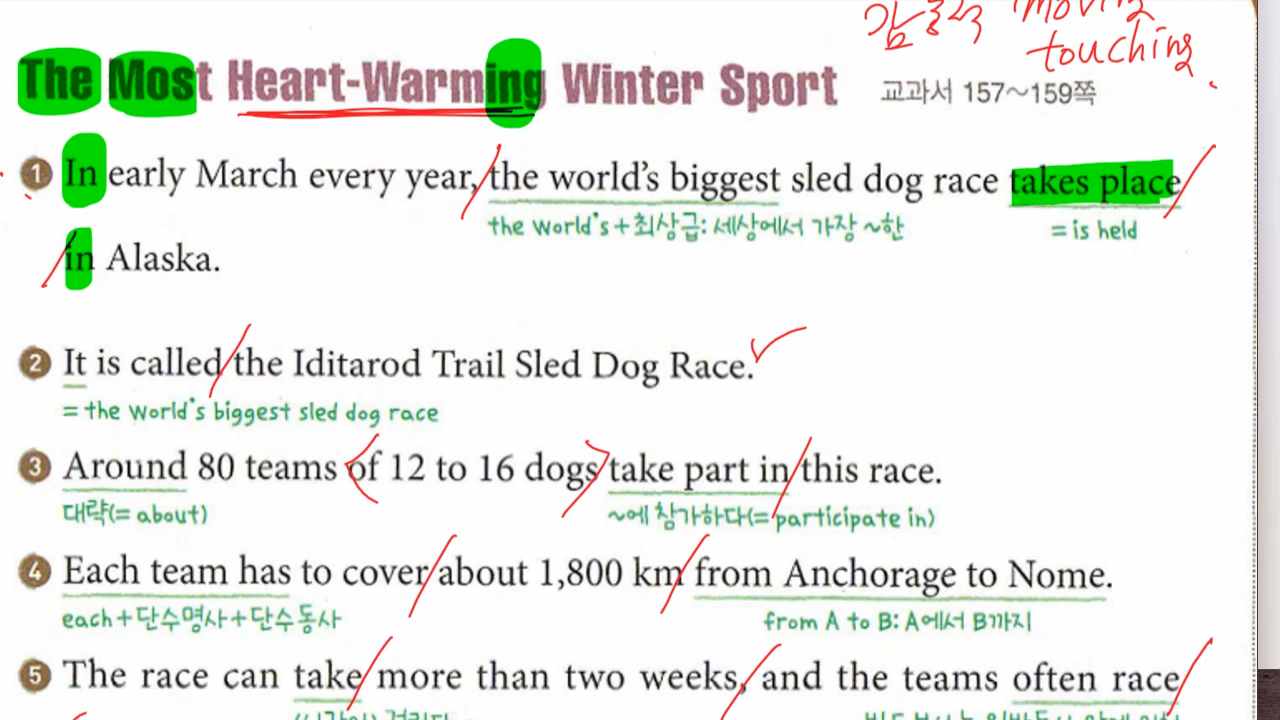 감동적 moving
touching
The Most Heart-Warming Winter Sport 교과서 157~159쪽
1 In early March every year, the world's biggest sled dog race takes place
the world's+최상급: 세상에서 가장 ~한 = is held
in Alaska.
2 It is called the Iditarod Trail Sled Dog Race.
= the world's biggest sled dog race
3 Around 80 teams of 12 to 16 dogs take part in this race.
대략(= about) ~에 참가하다(= participate in)
4 Each team has to cover about 1,800 km from Anchorage to Nome.
each+단수명사+단수동사 from A to B: A에서 B까지
5 The race can take more than two weeks, and the teams often race